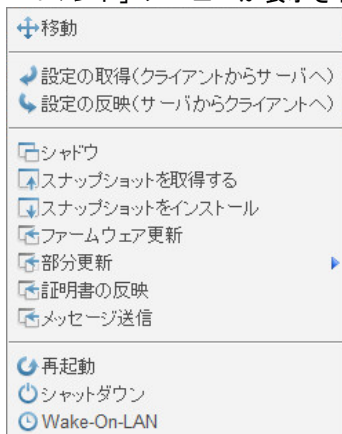 移動
設定の取得(クライアントからサーバへ)
設定の反映(サーバからクライアントへ)
シャドウ
スナップショットを取得する
スナップショットをインストール
ファームウェア更新
部分更新
証明書の反映
メッセージ送信
再起動
シャットダウン
Wake-On-LAN